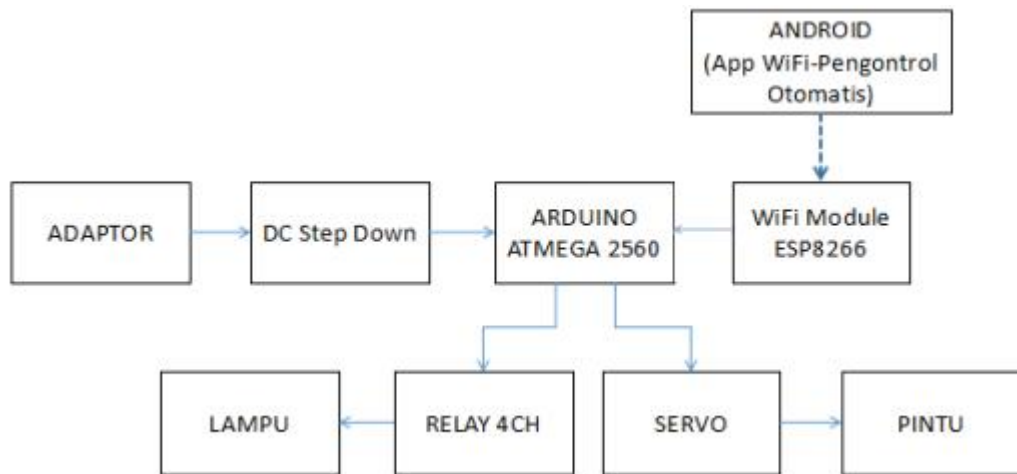 ANDROID
(App WiFi-Pengontrol
Otomatis)
ADAPTOR
DC Step Down
ARDUINO
ATMEGA 2560
WiFi Module
ESP8266
LAMPU
RELAY 4CH
SERVO
PINTU